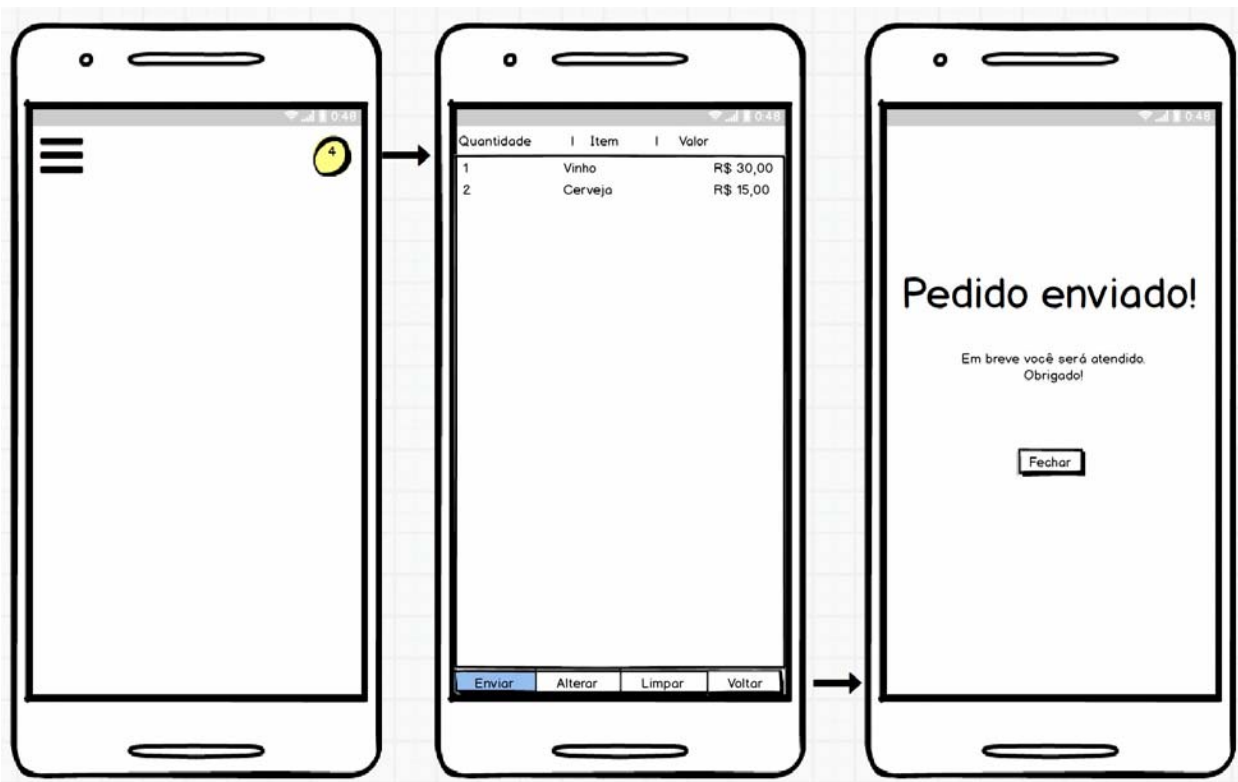 0:48
4
0:48
Quantidade | Item | Valor
1 Vinho R$ 30,00
2 Cerveja R$ 15,00
Enviar Alterar Limpar Voltar
0:48
Pedido enviado!
Em breve você será atendido.
Obrigado!
Fechar